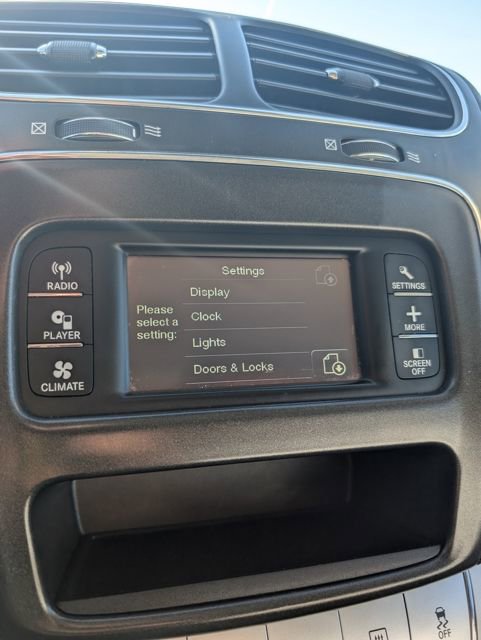 RADIO
PLAYER
CLIMATE
Settings
Please
select a
setting:
Display
Clock
Lights
Doors & Locks
SETTINGS
MORE
SCREEN
OFF
OFF